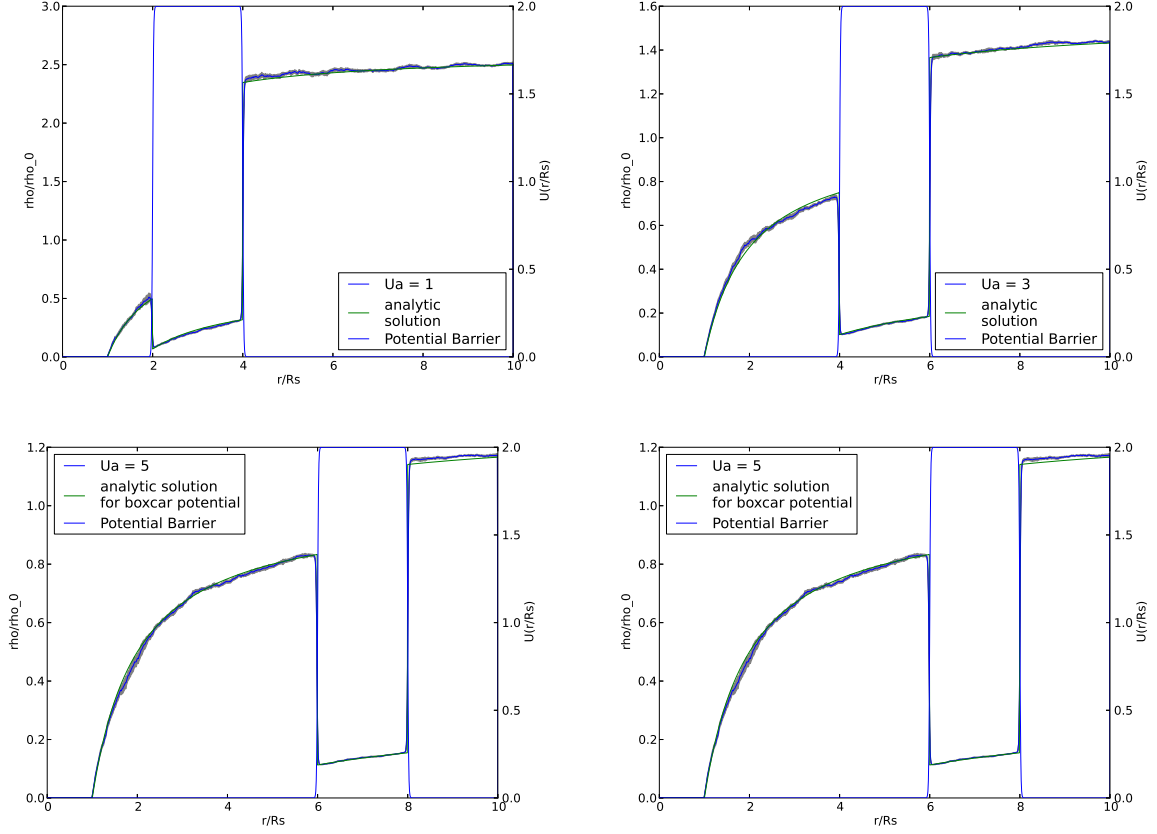 3.0
2.5
2.0
1.5
1.0
0.5
0.0
rho/rho_0
0
2
4
6
8
10
r/Rs
2.0
1.5
1.0
0.5
0.0
U(r/Rs)
Ua = 1
analytic
solution
Potential Barrier
1.6
1.4
1.2
1.0
0.8
0.6
0.4
0.2
0.0
rho/rho_0
0
2
4
6
8
10
r/Rs
2.0
1.5
1.0
0.5
0.0
U(r/Rs)
Ua = 3
analytic
solution
Potential Barrier
1.2
1.0
0.8
0.6
0.4
0.2
0.0
rho/rho_0
0
2
4
6
8
10
r/Rs
2.0
1.5
1.0
0.5
0.0
U(r/Rs)
Ua = 5
analytic solution
for boxcar potential
Potential Barrier
1.2
1.0
0.8
0.6
0.4
0.2
0.0
rho/rho_0
0
2
4
6
8
10
r/Rs
2.0
1.5
1.0
0.5
0.0
U(r/Rs)
Ua = 5
analytic solution
for boxcar potential
Potential Barrier